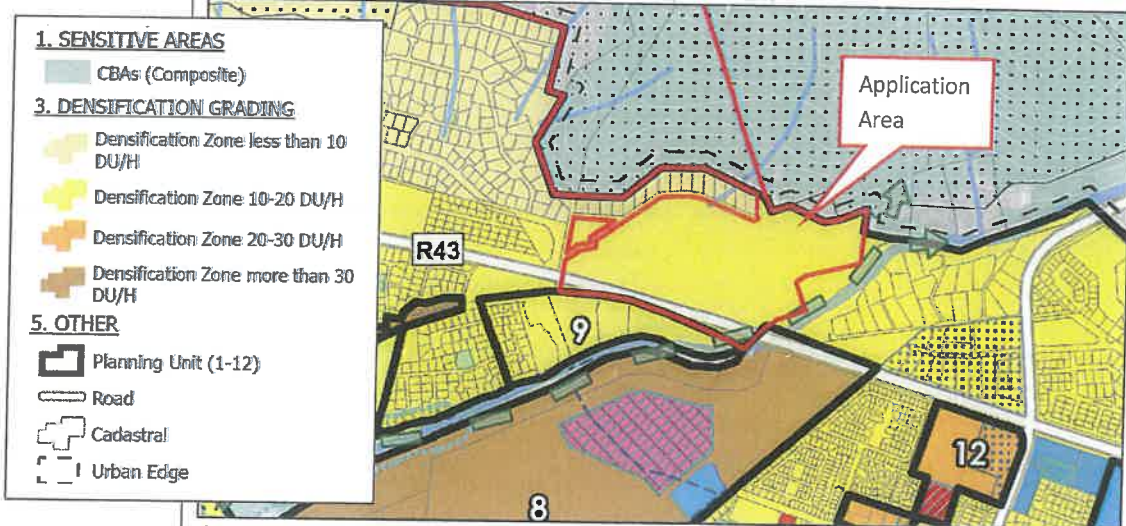 1. SENSITIVE AREAS
CBAs (Composite)
3. DENSIFICATION GRADING
Densification Zone less than 10
DU/H
Densification Zone 10-20 DU/H
Densification Zone 20-30 DU/H
Densification Zone more than 30
DU/H
5. OTHER
Planning Unit (1-12)
Road
Cadastral
Urban Edge
Application
Area
R43
9
12
8